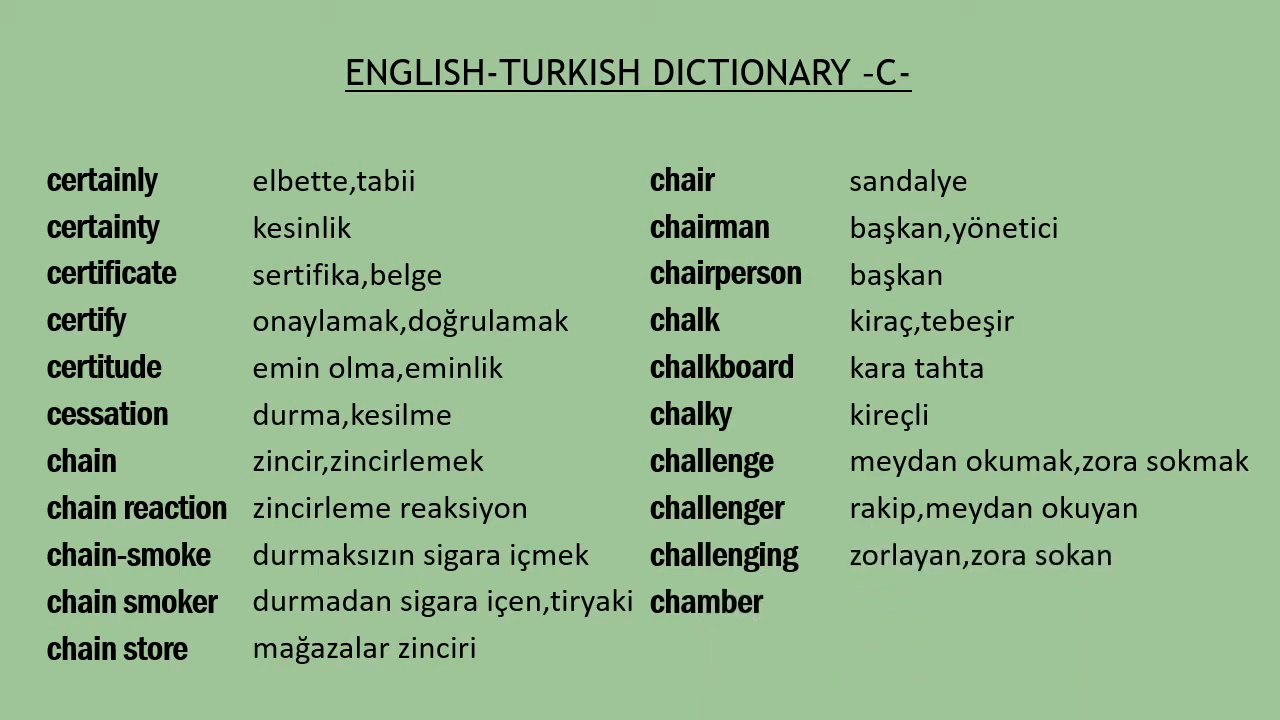 ENGLISH-TURKISH DICTIONARY –C-
certainly elbette,tabii
certainty kesinlik
certificate sertifika,belge
certify onaylamak,doğrulamak
certitude emin olma,eminlik
cessation durma,kesilme
chain zincir,zincirlemek
chain reaction zincirleme reaksiyon
chain-smoke durmaksızın sigara içmek
chain smoker durmadan sigara içen,tiryaki
chain store mağazalar zinciri
chair sandalye
chairman başkan,yönetici
chairperson başkan
chalk kiraç,tebeşir
chalkboard kara tahta
chalky kireçli
challenge meydan okumak,zora sokmak
challenger rakip,meydan okuyan
challenging zorlayan,zora sokan
chamber